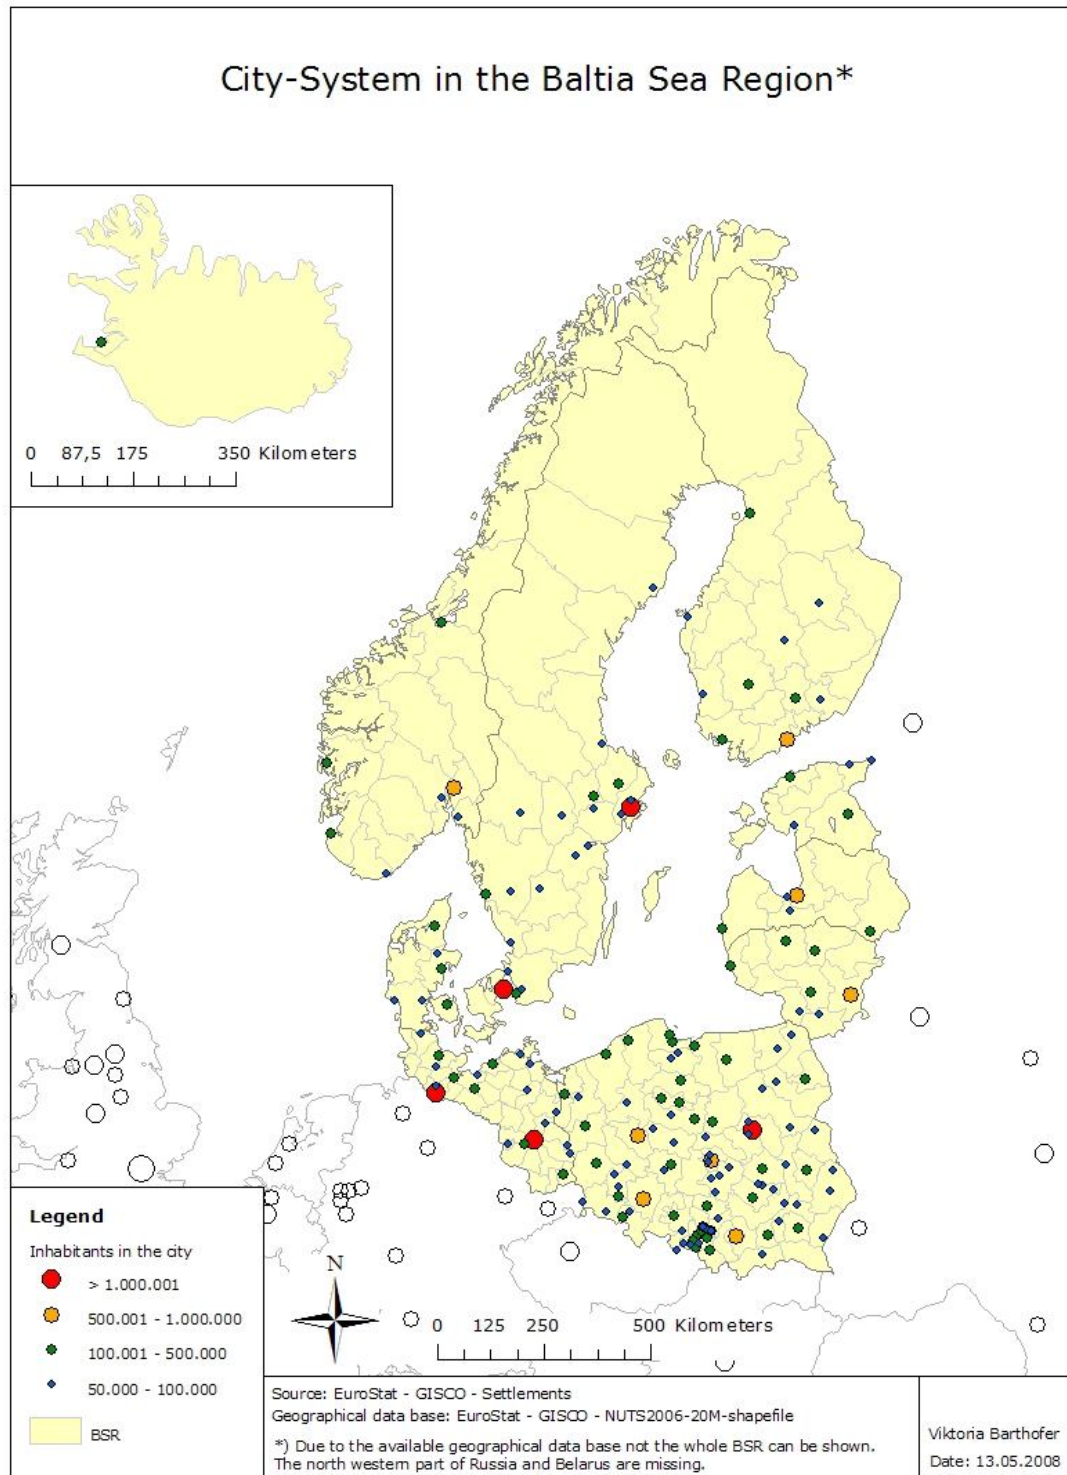 City-System in the Baltia Sea Region*
0 87,5 175 350 Kilometers
Legend
Inhabitants in the city
> 1.000.001
500.001 - 1.000.000
100.001 - 500.000
50.000 - 100.000
BSR
N
0 125 250 500 Kilometers
Source: EuroStat - GISCO - Settlements
Geographical data base: EuroStat - GISCO - NUTS2006-20M-shapefile
*) Due to the available geographical data base not the whole BSR can be shown.
The north western part of Russia and Belarus are missing.
Viktoria Barthofer
Date: 13.05.2008